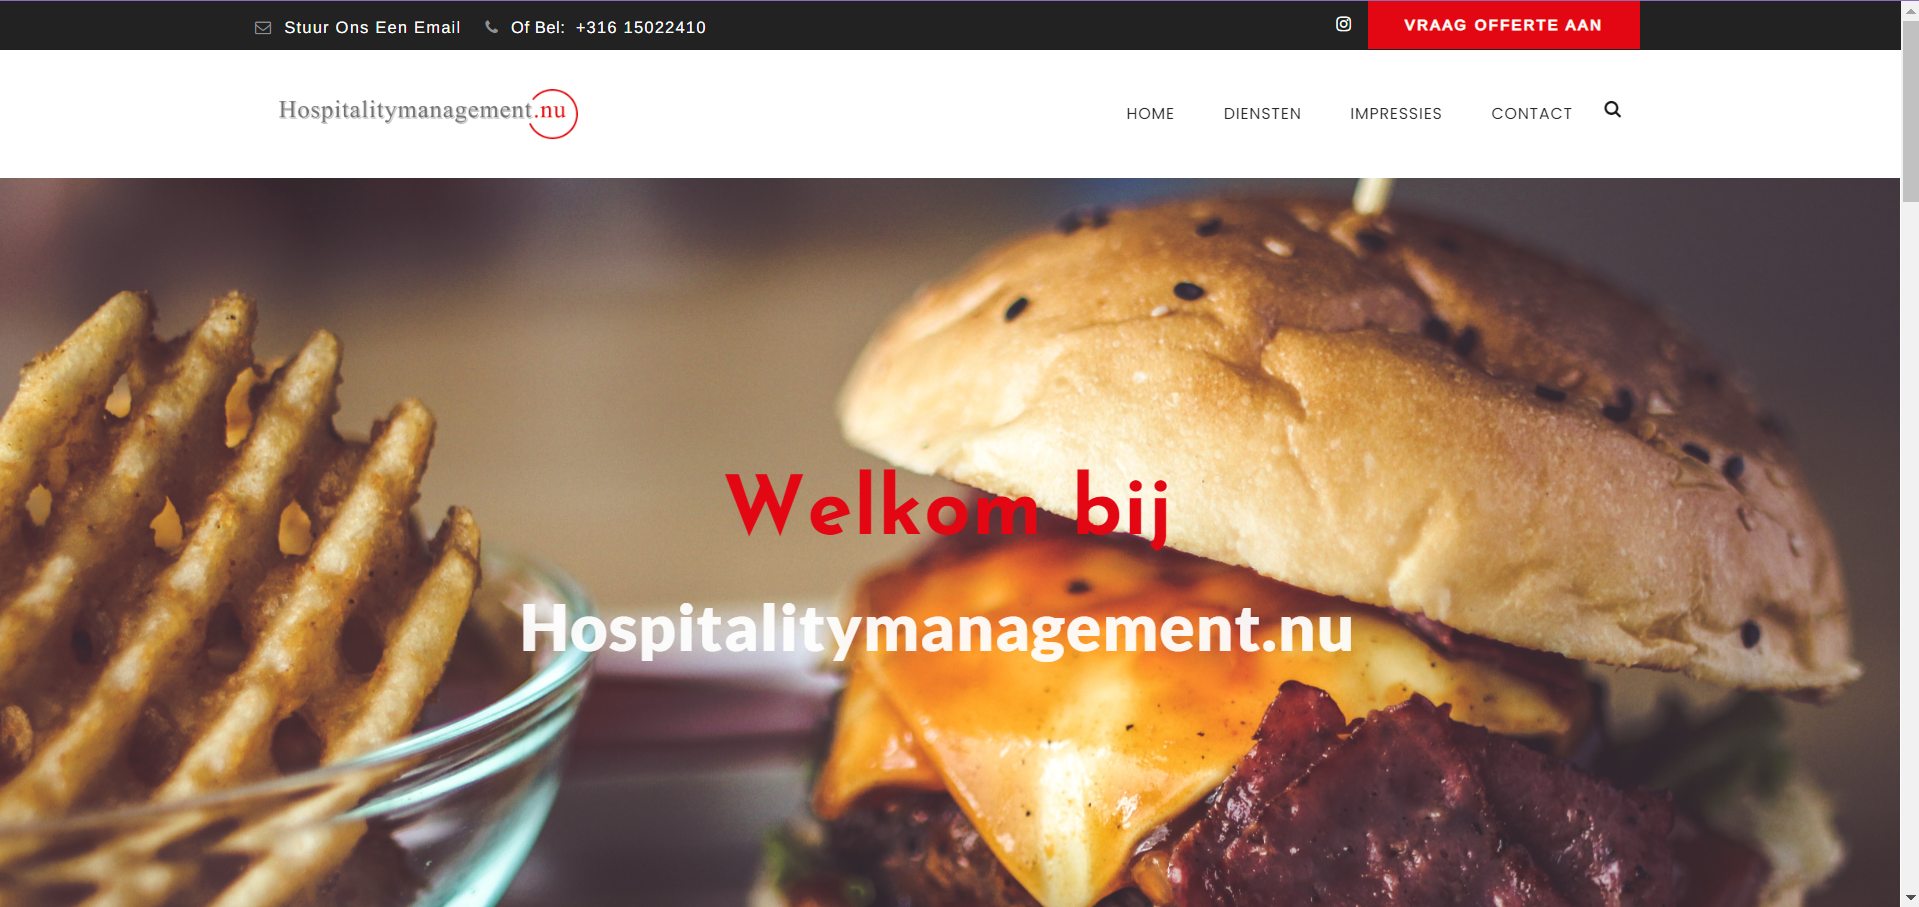 Stuur Ons Een Email Of Bel: +316 15022410 VRAAG OFFERTE AAN
Hospitalitymanagement.nu HOME DIENSTEN IMPRESSIES CONTACT
Welkom bij
Hospitalitymanagement.nu